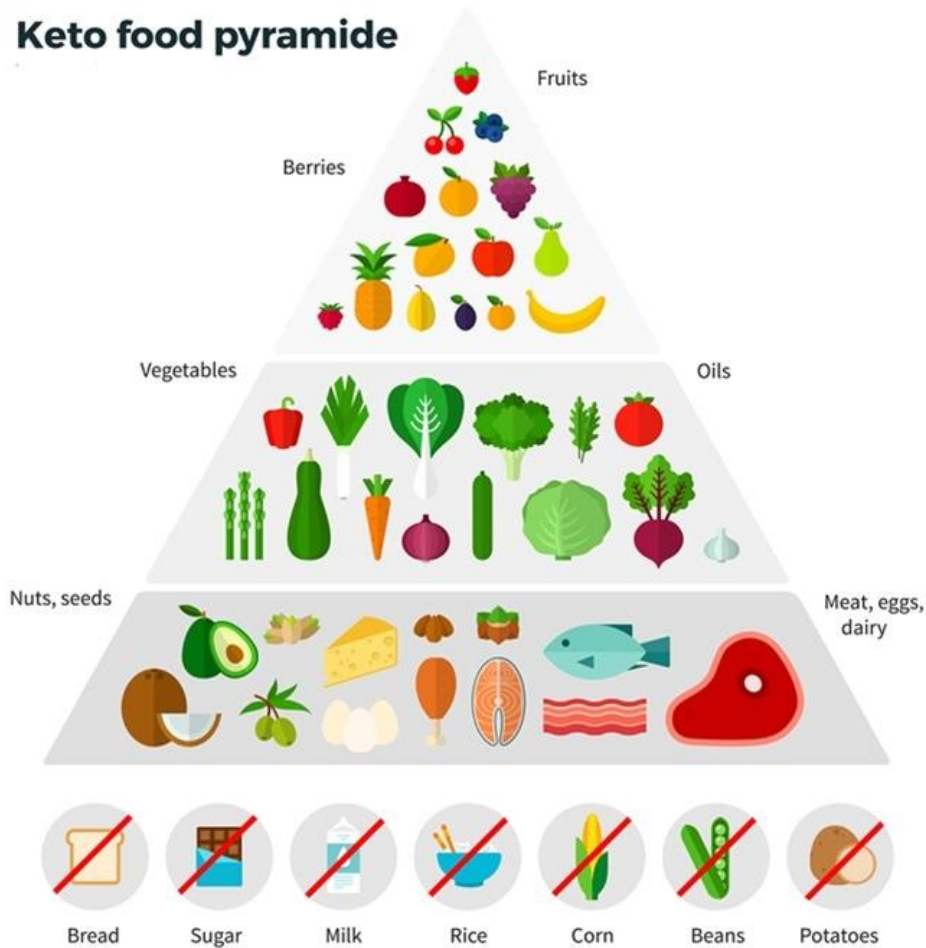 Keto food pyramide
Fruits
Berries
Vegetables
Oils
Nuts, seeds
Meat, eggs,
dairy
Bread
Sugar
Milk
Rice
Corn
Beans
Potatoes